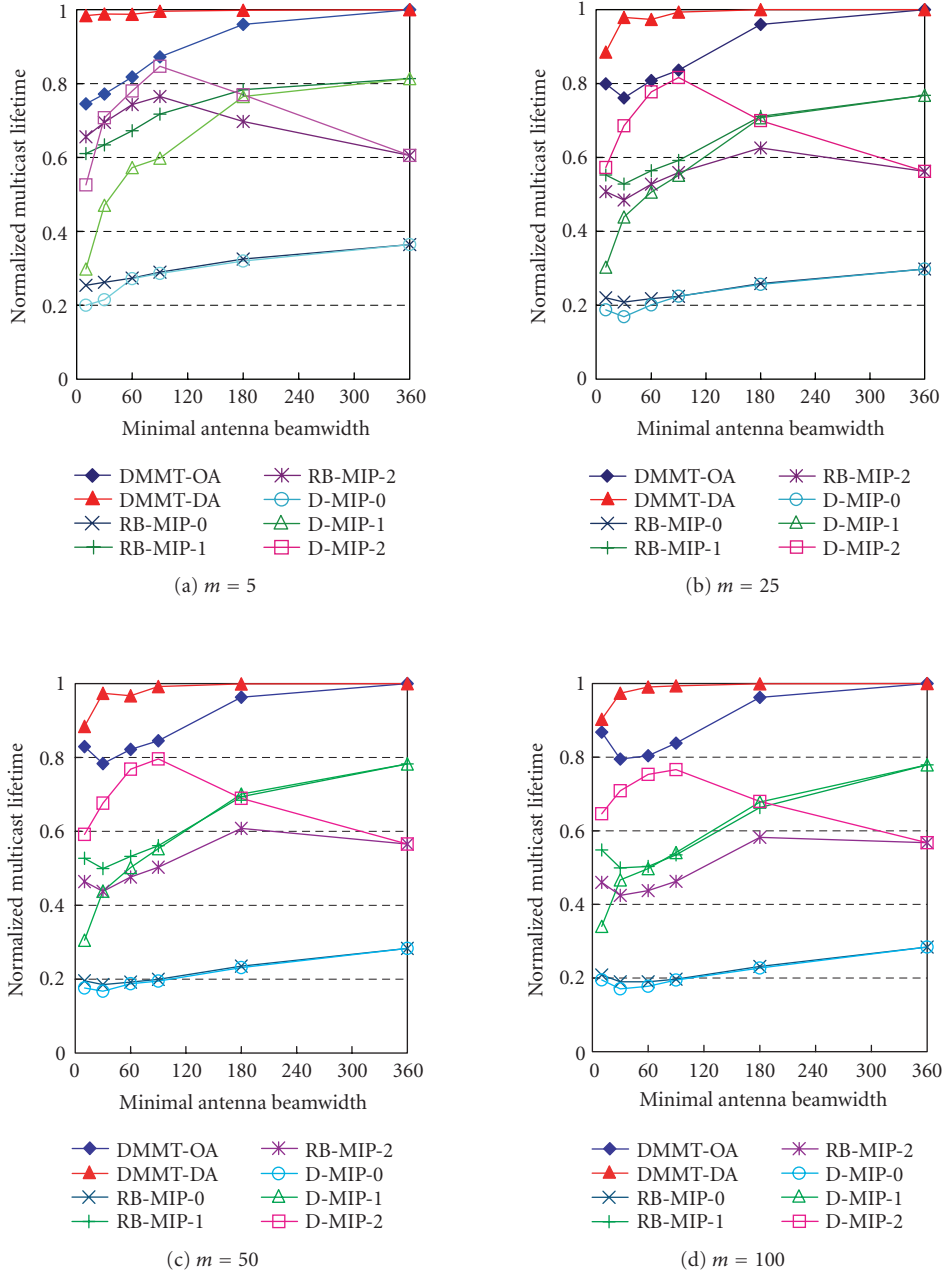 Normalized multicast lifetime
1
0.8
0.6
0.4
0.2
0
0 60 120 180 240 300 360
Minimal antenna beamwidth
DMMT-OA
DMMT-DA
RB-MIP-0
RB-MIP-1
RB-MIP-2
D-MIP-0
D-MIP-1
D-MIP-2
(a) m = 5
Normalized multicast lifetime
1
0.8
0.6
0.4
0.2
0
0 60 120 180 240 300 360
Minimal antenna beamwidth
DMMT-OA
DMMT-DA
RB-MIP-0
RB-MIP-1
RB-MIP-2
D-MIP-0
D-MIP-1
D-MIP-2
(b) m = 25
Normalized multicast lifetime
1
0.8
0.6
0.4
0.2
0
0 60 120 180 240 300 360
Minimal antenna beamwidth
DMMT-OA
DMMT-DA
RB-MIP-0
RB-MIP-1
RB-MIP-2
D-MIP-0
D-MIP-1
D-MIP-2
(c) m = 50
Normalized multicast lifetime
1
0.8
0.6
0.4
0.2
0
0 60 120 180 240 300 360
Minimal antenna beamwidth
DMMT-OA
DMMT-DA
RB-MIP-0
RB-MIP-1
RB-MIP-2
D-MIP-0
D-MIP-1
D-MIP-2
(d) m = 100